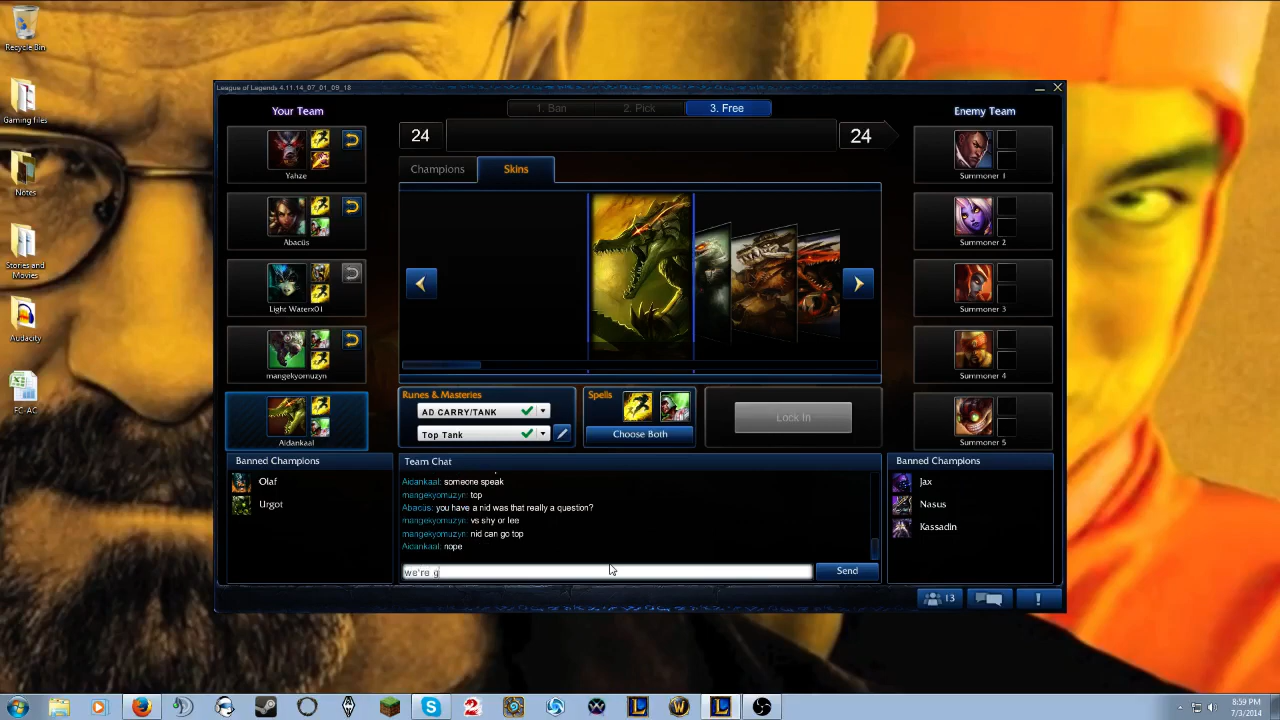 Recycle Bin
Gaming files
Notes
Stories and
Movies
Audacity
FC-AC
League of Legends 4.11.14_07_01_09_18
Your Team
1. Ban
2. Pick
3. Free
Enemy Team
24
24
Yahze
Abacüs
Light Waterx01
mangekyomuzyn
Aidankaal
Champions
Skins
Summoner 1
Summoner 2
Summoner 3
Summoner 4
Summoner 5
Runes & Masteries
AD CARRY/TANK
Top Tank
Spells
Choose Both
Lock In
Banned Champions
Olaf
Urgot
Team Chat
Aidankaal: someone speak
mangekyomuzyn: top
Abacüs: you have a nid was that really a question?
mangekyomuzyn: vs shy or lee
mangekyomuzyn: nid can go top
Aidankaal: nope
we're g
Send
Banned Champions
Jax
Nasus
Kassadin
13
8:59 PM
7/3/2014